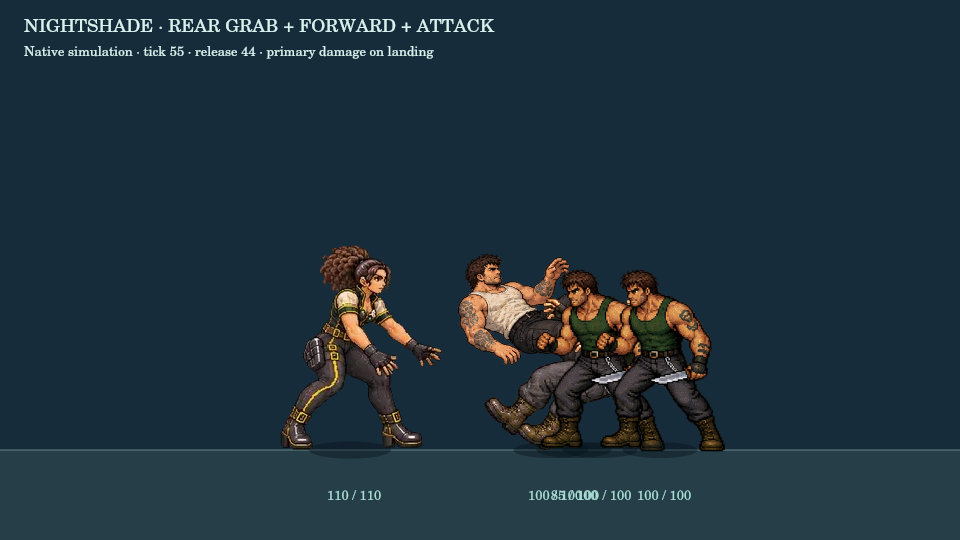 NIGHTSHADE · REAR GRAB + FORWARD + ATTACK
Native simulation · tick 55 · release 44 · primary damage on landing
110 / 110
100 / 100